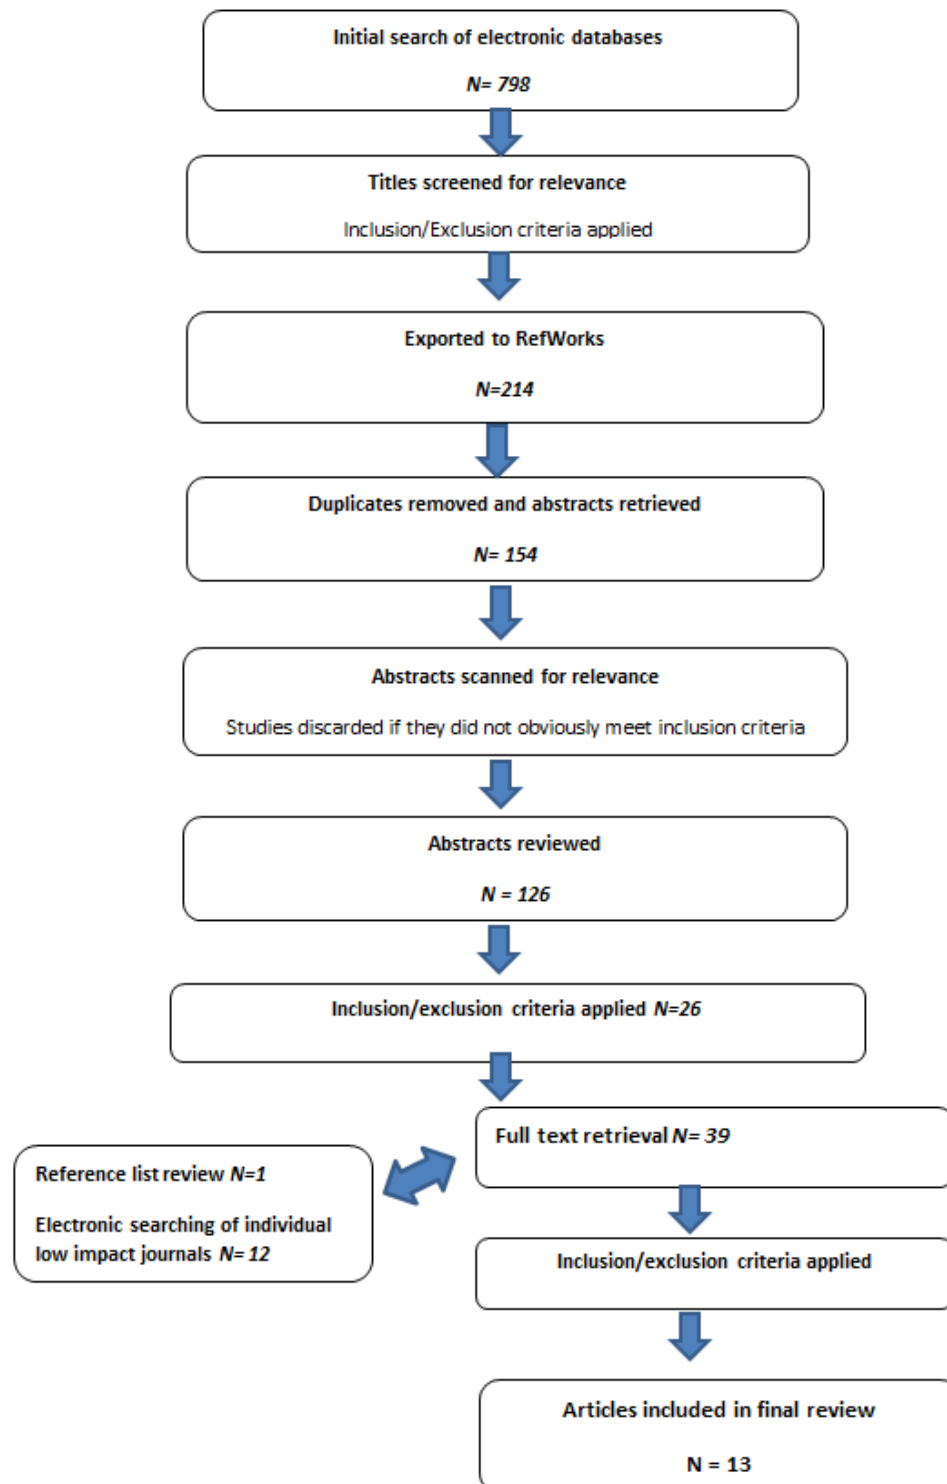 Initial search of electronic databases
N= 798
Titles screened for relevance
Inclusion/Exclusion criteria applied
Exported to RefWorks
N=214
Duplicates removed and abstracts retrieved
N= 154
Abstracts scanned for relevance
Studies discarded if they did not obviously meet inclusion criteria
Abstracts reviewed
N = 126
Inclusion/exclusion criteria applied N=26
Full text retrieval N= 39
Reference list review N=1
Electronic searching of individual
low impact journals N= 12
Inclusion/exclusion criteria applied
Articles included in final review
N = 13